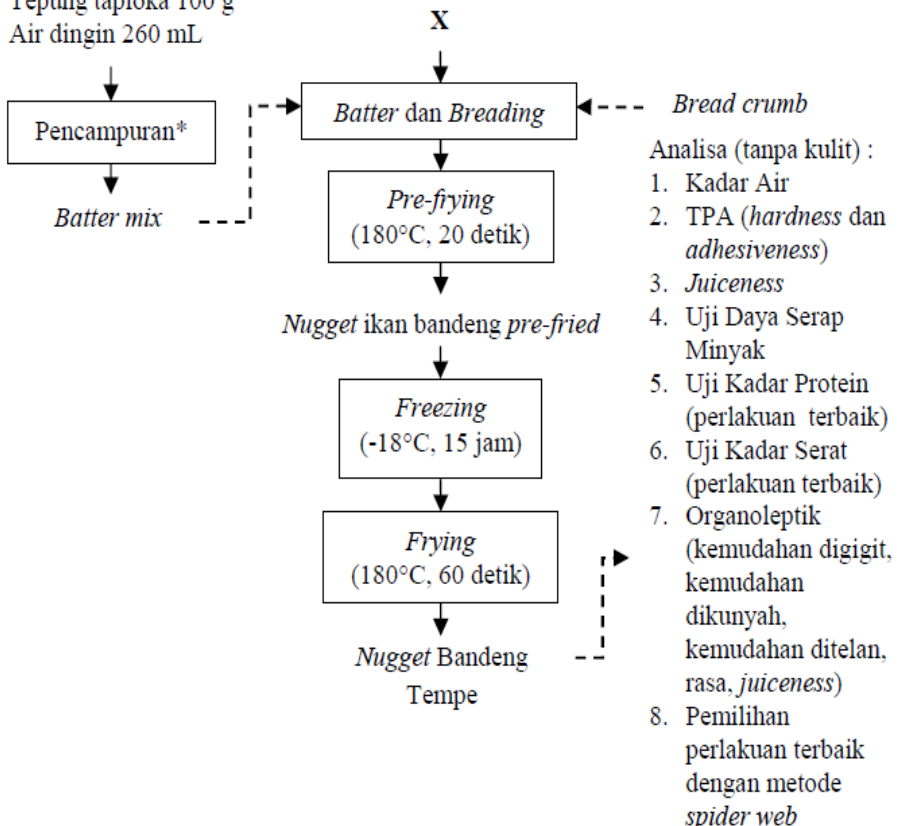 Tepung tapioka 100 g
Air dingin 260 mL
Pencampuran*
Batter mix
X
Batter dan Breading
Bread crumb
Pre-frying
(180°C, 20 detik)
Nugget ikan bandeng pre-fried
Freezing
(-18°C, 15 jam)
Frying
(180°C, 60 detik)
Nugget Bandeng
Tempe
Analisa (tanpa kulit) :
1. Kadar Air
2. TPA (hardness dan
adhesiveness)
3. Juiceness
4. Uji Daya Serap
Minyak
5. Uji Kadar Protein
(perlakuan terbaik)
6. Uji Kadar Serat
(perlakuan terbaik)
7. Organoleptik
(kemudahan digigit,
kemudahan
dikunyah,
kemudahan ditelan,
rasa, juiceness)
8. Pemilihan
perlakuan terbaik
dengan metode
spider web